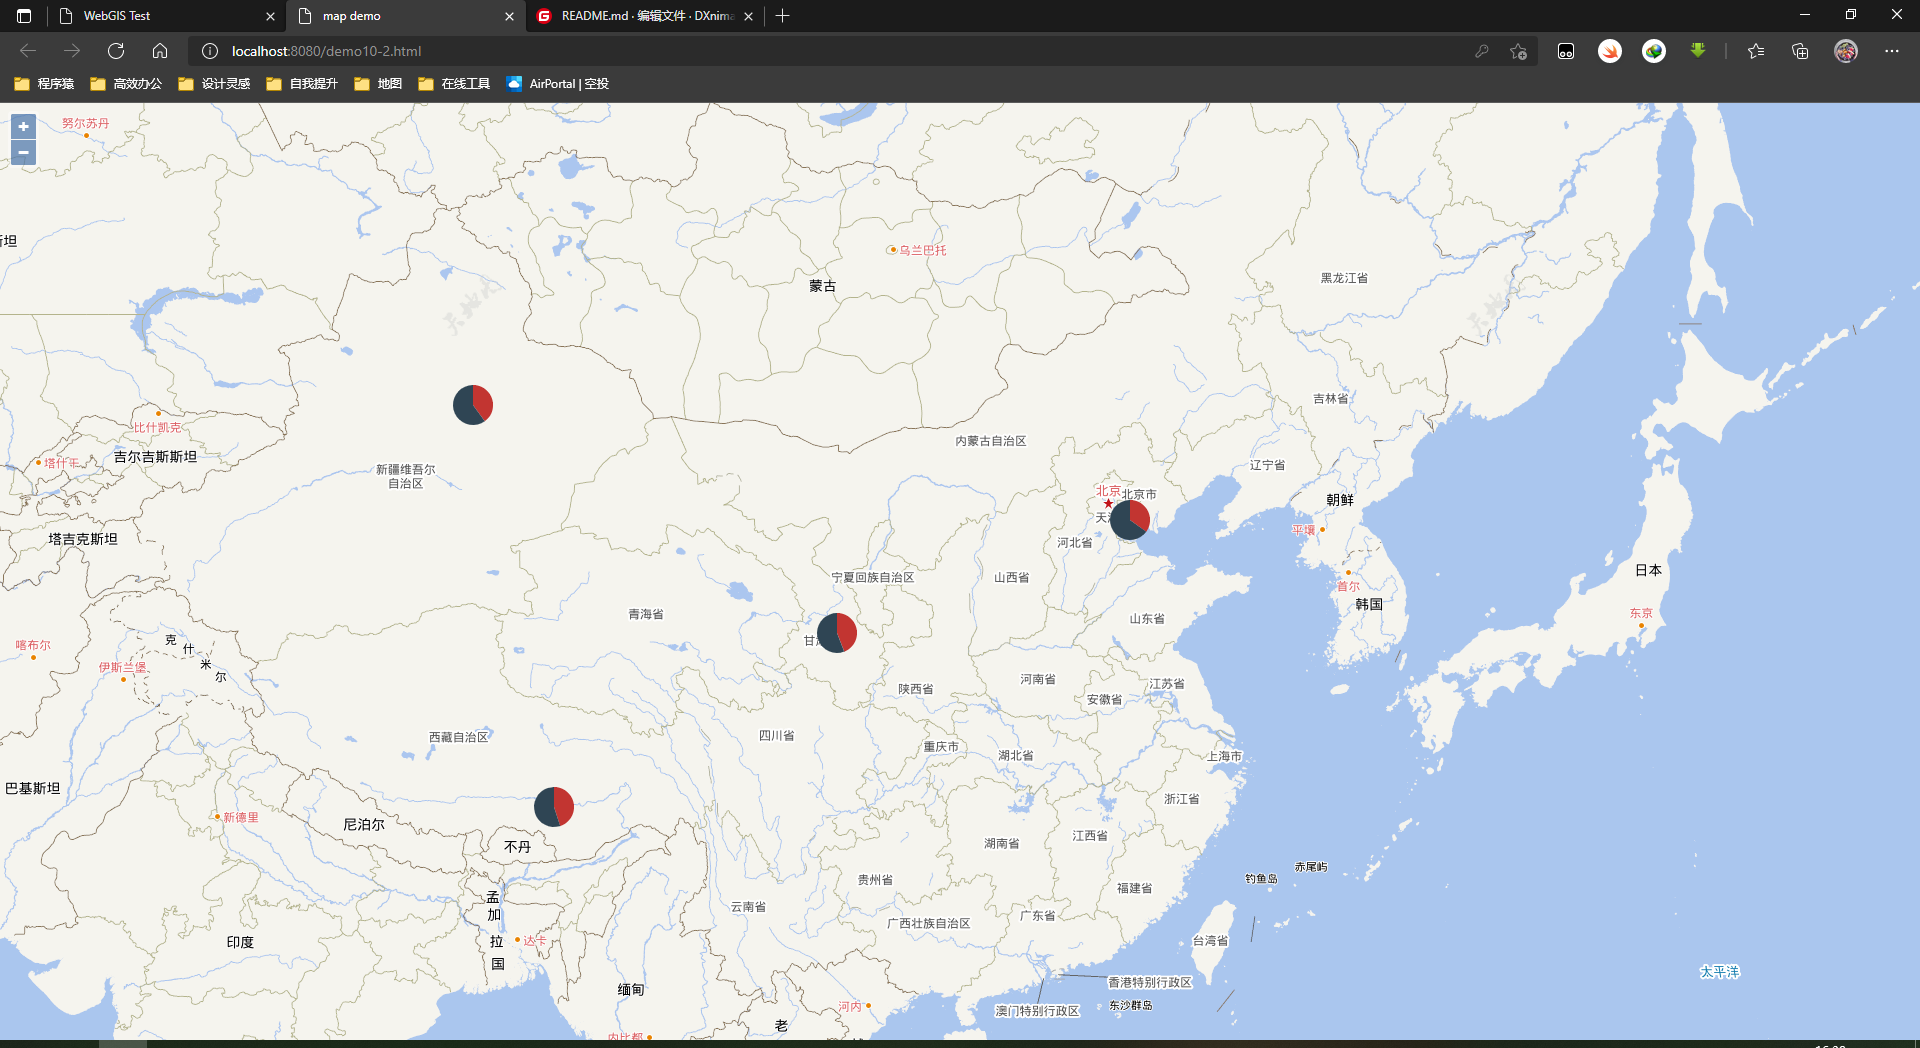 WebGIS Test
map demo
README.md · 编辑文件 · DXnima
localhost:8080/demo10-2.html
程序猿
高效办公
设计灵感
自我提升
地图
在线工具
AirPortal | 空投
+
−
努尔苏丹
斤坦
乌兰巴托
蒙古
黑龙江省
天地图
吉林省
比什凯克
吉尔吉斯斯坦
塔什干
新疆维吾尔
自治区
内蒙古自治区
辽宁省
北京
北京市
朝鲜
平壤
塔吉克斯坦
天津
河北省
日本
宁夏回族自治区
山西省
首尔
韩国
青海省
山东省
东京
喀布尔
克
什
米
尔
甘肃
伊斯兰堡
陕西省
河南省
江苏省
安徽省
西藏自治区
四川省
重庆市
湖北省
上海市
巴基斯坦
浙江省
新德里
尼泊尔
不丹
湖南省
江西省
赤尾屿
钓鱼岛
贵州省
福建省
孟
加
拉
国
云南省
广西壮族自治区
广东省
达卡
印度
台湾省
太平洋
缅甸
香港特别行政区
河内
澳门特别行政区
东沙群岛
老
内比都